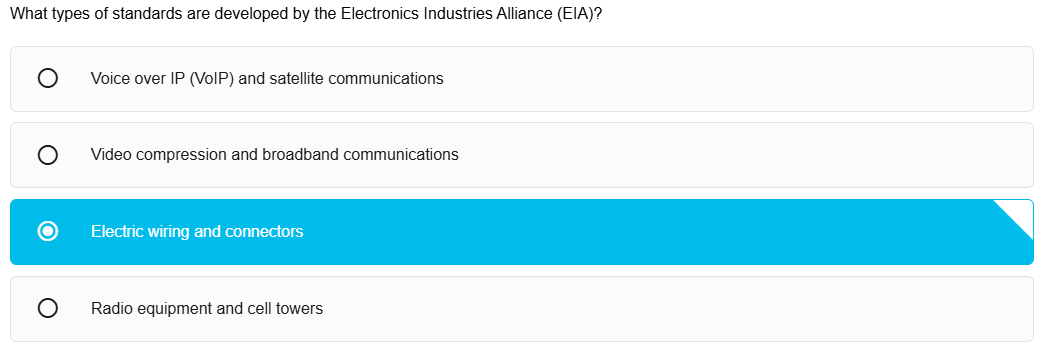 What types of standards are developed by the Electronics Industries Alliance (EIA)?
Voice over IP (VoIP) and satellite communications
Video compression and broadband communications
Electric wiring and connectors
Radio equipment and cell towers